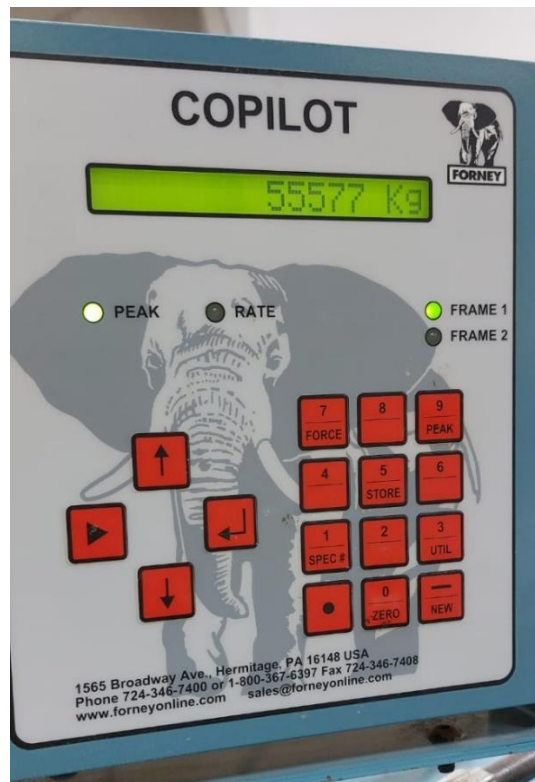 COPILOT
FORNEY
55577 Kg
PEAK
RATE
FRAME 1
FRAME 2
7
FORCE
8
9
PEAK
4
5
STORE
6
1
SPEC #
2
3
UTIL
0
ZERO
NEW
1565 Broadway Ave., Hermitage, PA 16148 USA
Phone 724-346-7400 or 1-800-367-6397 Fax 724-346-7408
www.forneyonline.com sales@forneyonline.com